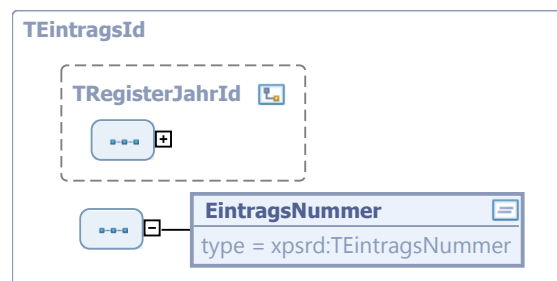 TEintragsId
TRegisterJahrId
EintragsNummer
type = xpsrd:TEintragsNummer